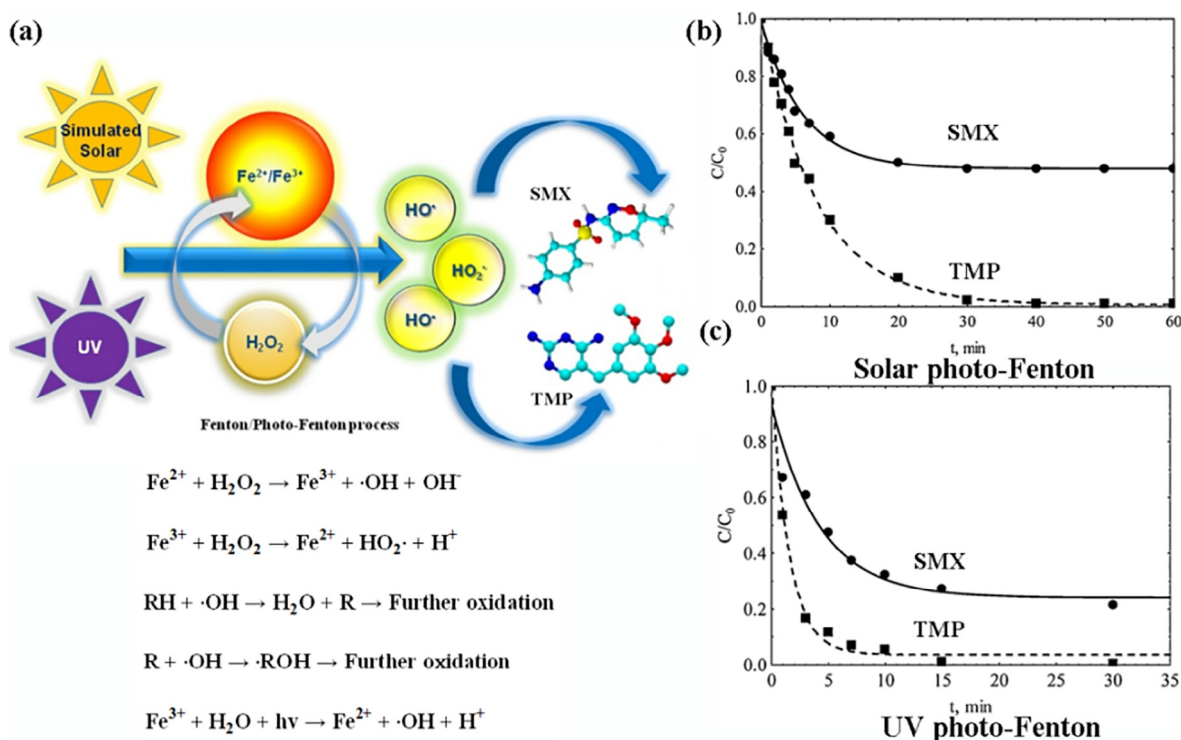 (a)
Simulated
Solar
Fe²⁺/Fe³⁺
HO•
HO₂•
HO•
H₂O₂
UV
SMX
TMP
Fenton/Photo-Fenton process
Fe²⁺ + H₂O₂ → Fe³⁺ + ·OH + OH⁻
Fe³⁺ + H₂O₂ → Fe²⁺ + HO₂· + H⁺
RH + ·OH → H₂O + R → Further oxidation
R + ·OH → ·ROH → Further oxidation
Fe³⁺ + H₂O + hv → Fe²⁺ + ·OH + H⁺
(b)
1.0
0.8
0.6
0.4
0.2
0.0
C/C₀
SMX
TMP
0 10 20 30 40 50 60
t, min
Solar photo-Fenton
(c)
1.0
0.8
0.6
0.4
0.2
0.0
C/C₀
SMX
TMP
0 5 10 15 20 25 30 35
t, min
UV photo-Fenton